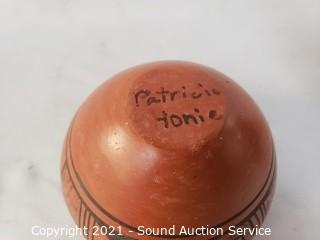 Patricia
tonie
Copyright 2021 - Sound Auction Service